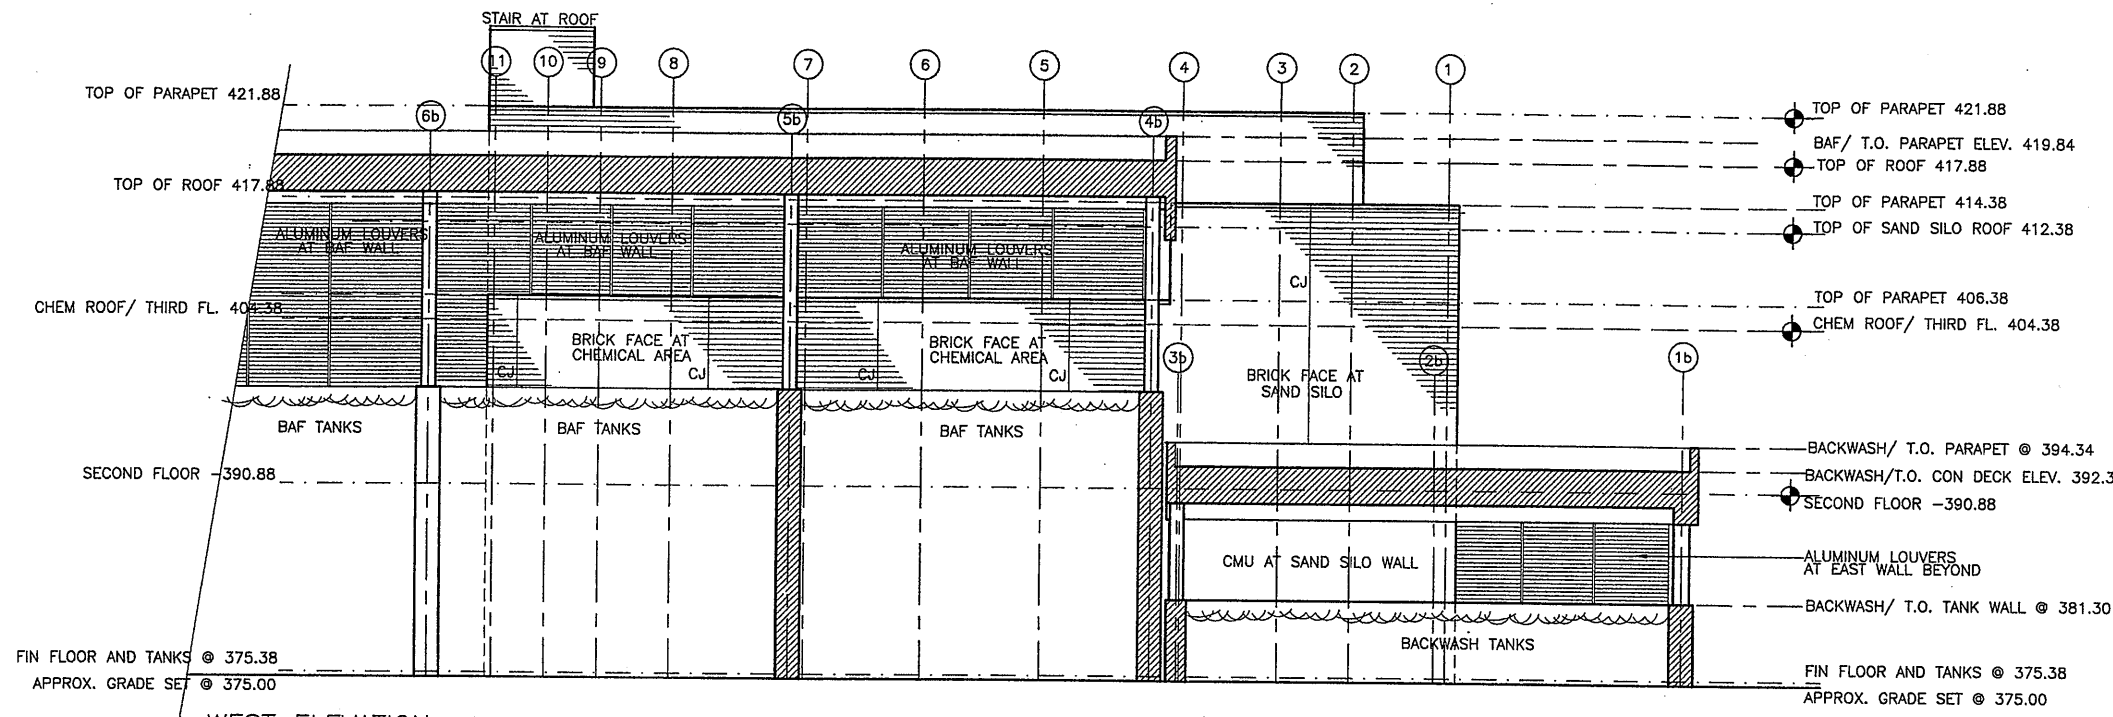 STAIR AT ROOF
11 10 9 8 7 6 5 4 3 2 1
TOP OF PARAPET 421.88
6b 5b 4b
TOP OF PARAPET 421.88
BAF/ T.O. PARAPET ELEV. 419.84
TOP OF ROOF 417.88
TOP OF ROOF 417.88
TOP OF PARAPET 414.38
TOP OF SAND SILO ROOF 412.38
ALUMINUM LOUVERS
AT BAF WALL
ALUMINUM LOUVERS
AT BAF WALL
ALUMINUM LOUVERS
AT BAF WALL
CJ
CHEM ROOF/ THIRD FL. 404.38
TOP OF PARAPET 406.38
CHEM ROOF/ THIRD FL. 404.38
BRICK FACE AT
CHEMICAL AREA
BRICK FACE AT
CHEMICAL AREA
3b 2b 1b
CJ CJ CJ CJ
BRICK FACE AT
SAND SILO
BAF TANKS
BAF TANKS
BAF TANKS
SECOND FLOOR -390.88
BACKWASH/ T.O. PARAPET @ 394.34
BACKWASH/T.O. CON DECK ELEV. 392.3
SECOND FLOOR -390.88
CMU AT SAND SILO WALL
ALUMINUM LOUVERS
AT EAST WALL BEYOND
BACKWASH/ T.O. TANK WALL @ 381.30
BACKWASH TANKS
FIN FLOOR AND TANKS @ 375.38
APPROX. GRADE SET @ 375.00
FIN FLOOR AND TANKS @ 375.38
APPROX. GRADE SET @ 375.00
WEST ELEVATION